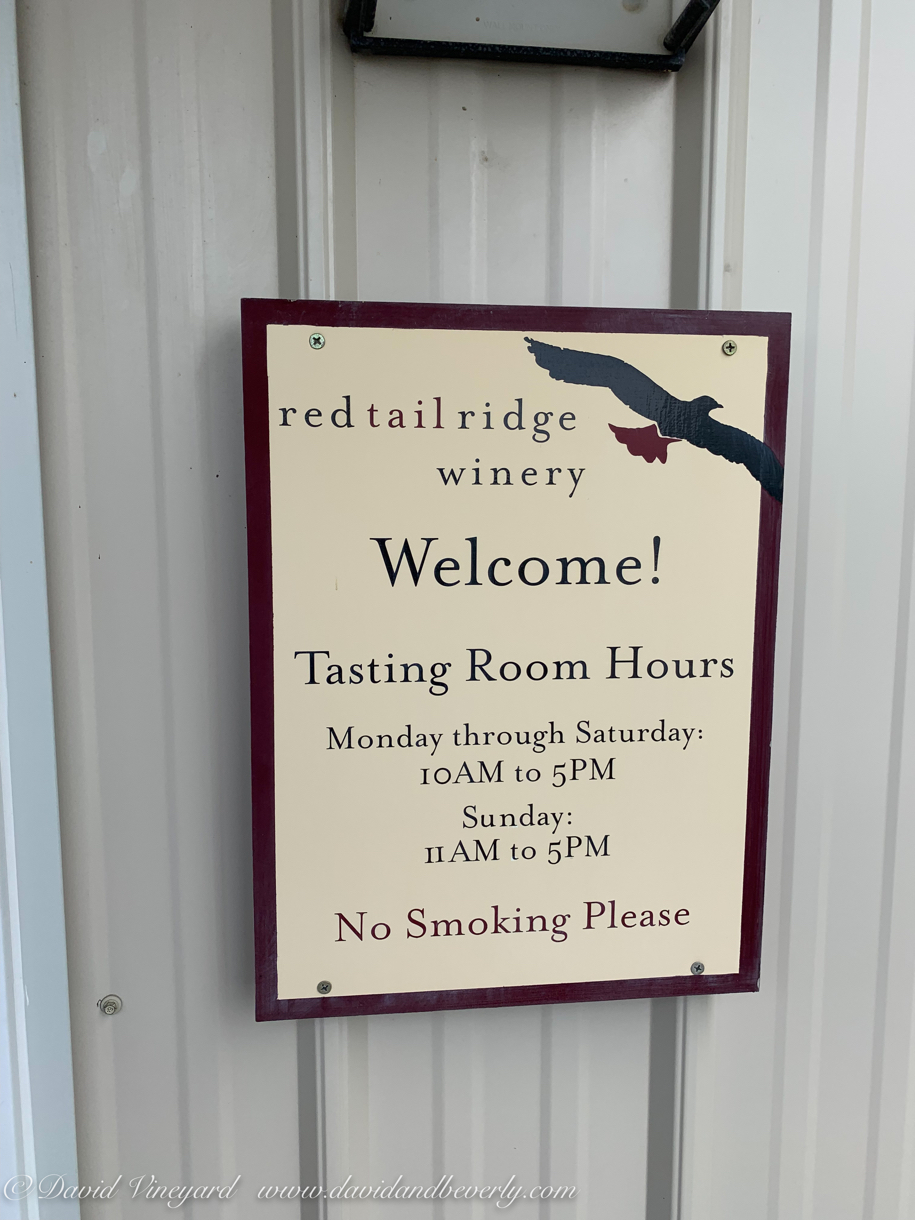 red tail ridge
winery
Welcome!
Tasting Room Hours
Monday through Saturday:
10AM to 5PM
Sunday:
11AM to 5PM
No Smoking Please
© David Vineyard www.davidandbeverly.com